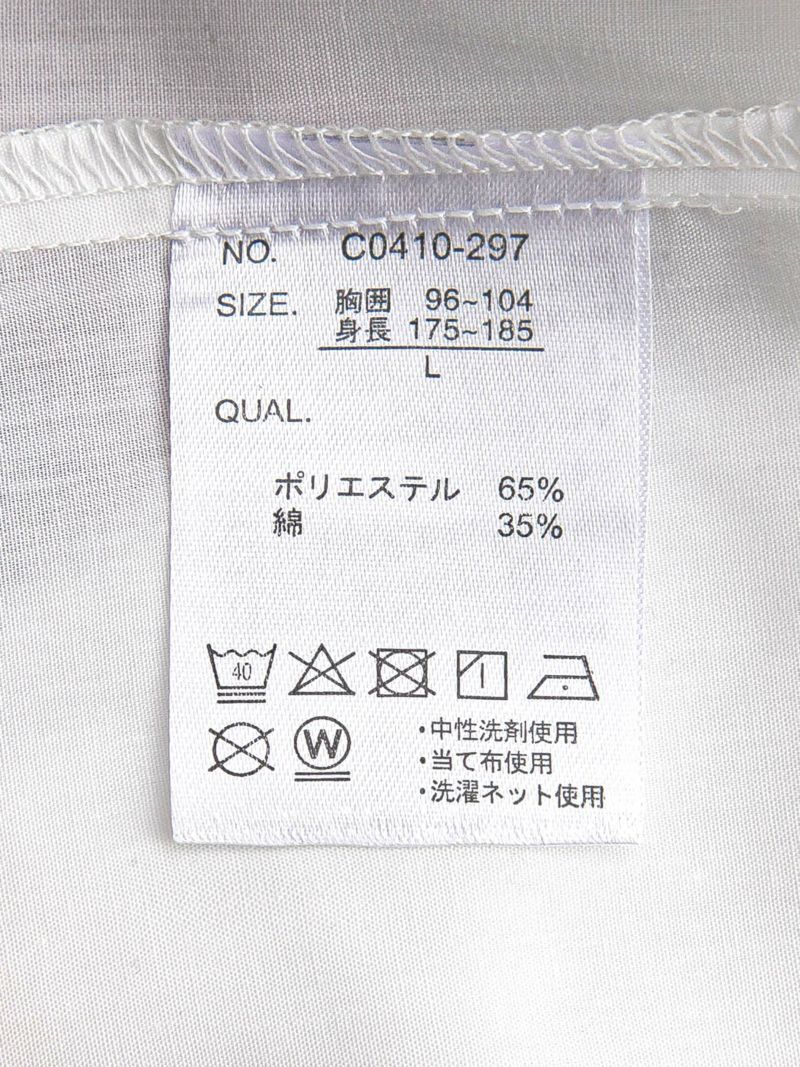 NO. C0410-297
SIZE. 胸囲 96~104
身長 175~185
L
QUAL.
ポリエステル 65%
綿 35%
40
W
・中性洗剤使用
・当て布使用
・洗濯ネット使用